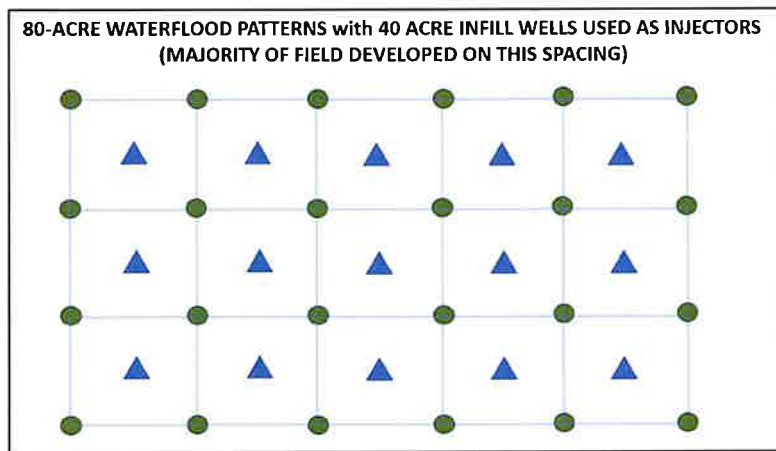 80-ACRE WATERFLOOD PATTERNS with 40 ACRE INFILL WELLS USED AS INJECTORS
(MAJORITY OF FIELD DEVELOPED ON THIS SPACING)